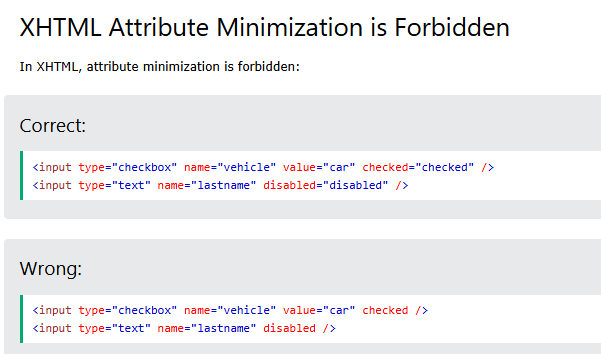 XHTML Attribute Minimization is Forbidden
In XHTML, attribute minimization is forbidden:
Correct:
<input type="checkbox" name="vehicle" value="car" checked="checked" />
<input type="text" name="lastname" disabled="disabled" />
Wrong:
<input type="checkbox" name="vehicle" value="car" checked />
<input type="text" name="lastname" disabled />